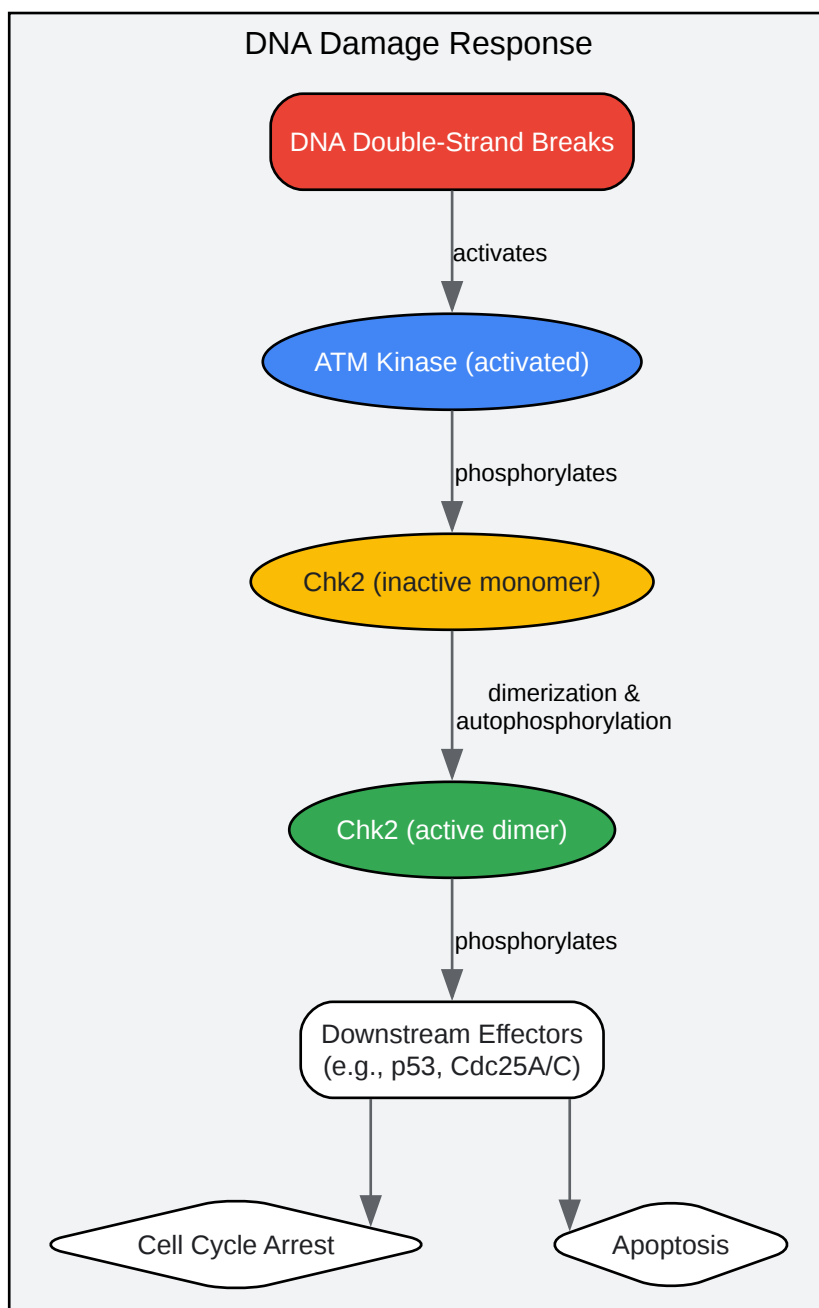 DNA Damage Response
DNA Double-Strand Breaks
activates
ATM Kinase (activated)
phosphorylates
Chk2 (inactive monomer)
dimerization &
autophosphorylation
Chk2 (active dimer)
phosphorylates
Downstream Effectors
(e.g., p53, Cdc25A/C)
Cell Cycle Arrest
Apoptosis